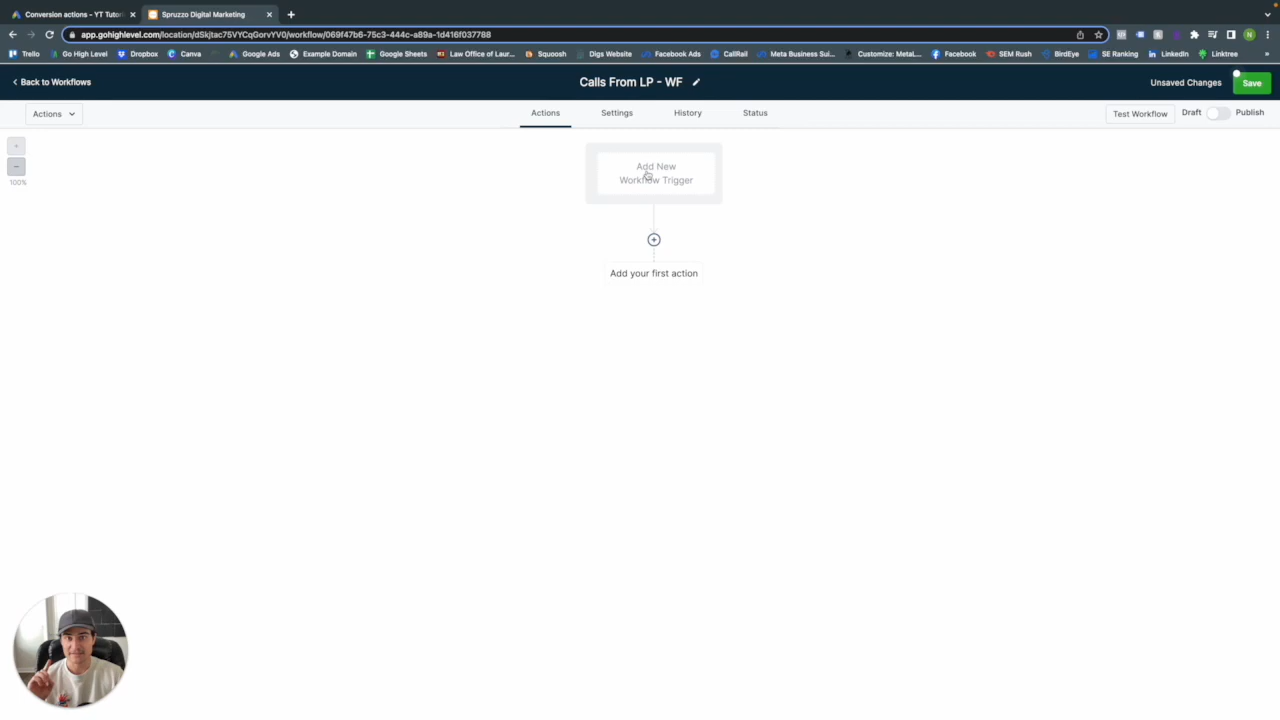 Conversion actions - YT Tutori
Spruzzo Digital Marketing
app.gohighlevel.com/location/dSkjtac75VYCqGorvYV0/workflow/069f47b6-75c3-444c-a89a-1d416f037788
Trello
Go High Level
Dropbox
Canva
Google Ads
Example Domain
Google Sheets
Law Office of Laur...
Squoosh
Digs Website
Facebook Ads
CallRail
Meta Business Sui...
Customize: MetaL...
Facebook
SEM Rush
BirdEye
SE Ranking
LinkedIn
Linktree
»
Back to Workflows
Calls From LP - WF
Unsaved Changes
Save
Actions
Actions
Settings
History
Status
Test Workflow
Draft
Publish
100%
Add New
Workflow Trigger
Add your first action